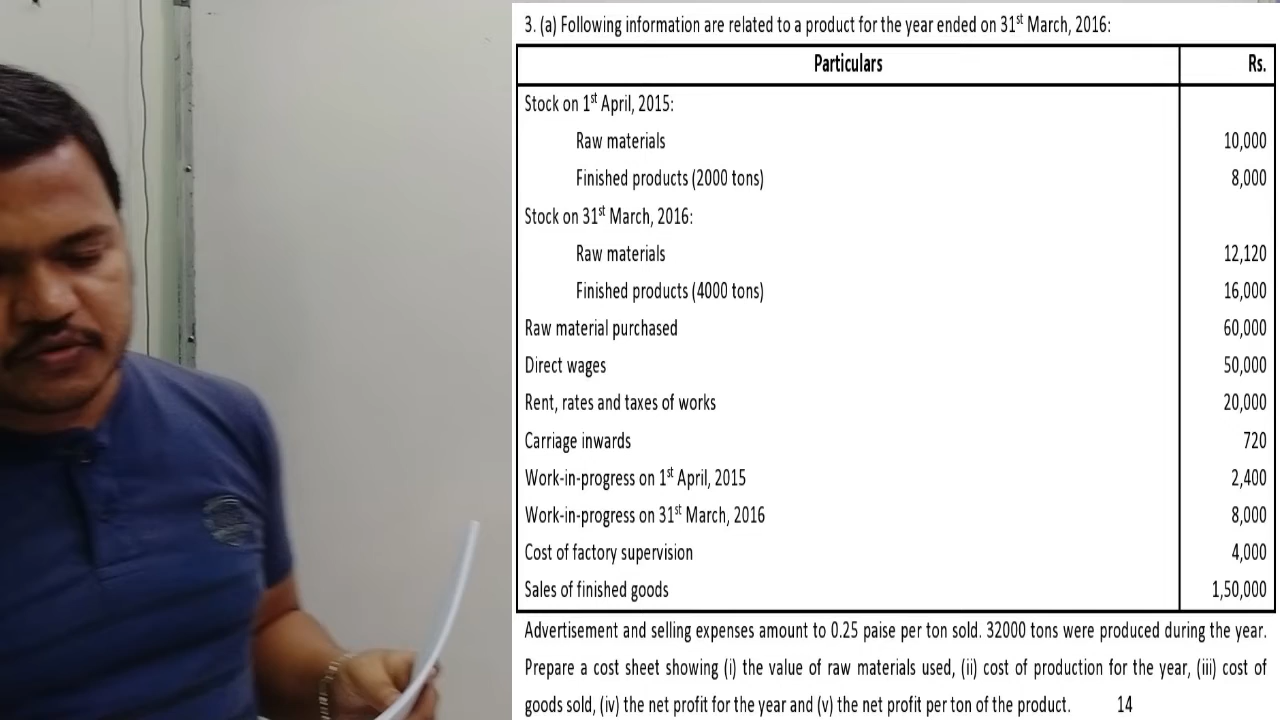 3. (a) Following information are related to a product for the year ended on 31st March, 2016:
Particulars Rs.
Stock on 1st April, 2015:
Raw materials 10,000
Finished products (2000 tons) 8,000
Stock on 31st March, 2016:
Raw materials 12,120
Finished products (4000 tons) 16,000
Raw material purchased 60,000
Direct wages 50,000
Rent, rates and taxes of works 20,000
Carriage inwards 720
Work-in-progress on 1st April, 2015 2,400
Work-in-progress on 31st March, 2016 8,000
Cost of factory supervision 4,000
Sales of finished goods 1,50,000
Advertisement and selling expenses amount to 0.25 paise per ton sold. 32000 tons were produced during the year.
Prepare a cost sheet showing (i) the value of raw materials used, (ii) cost of production for the year, (iii) cost of
goods sold, (iv) the net profit for the year and (v) the net profit per ton of the product. 14